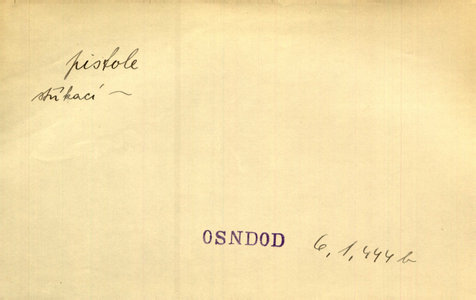 pistole
stříkací ~
OSNDOD 6, 1, 444 b